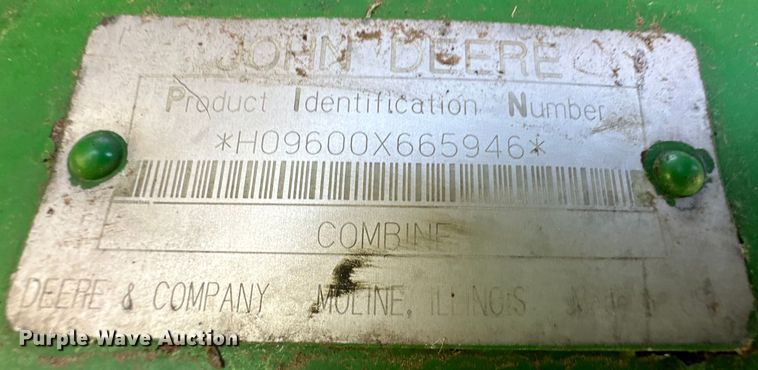 JOHN DEERE
Product Identification Number
*H09600X665946*
COMBINE
DEERE & COMPANY MOLINE, ILLINOIS
Purple Wave Auction